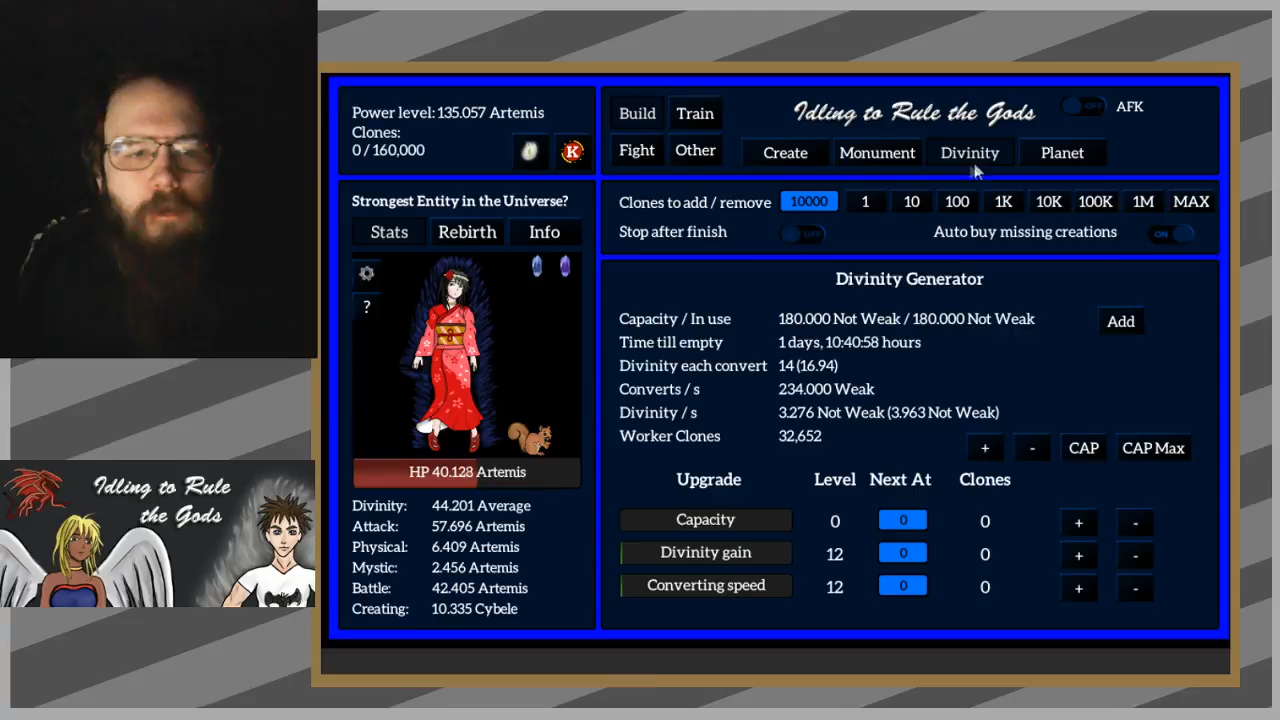 Power level: 135.057 Artemis
Clones:
0 / 160,000
K
Build
Train
Fight
Other
Idling to Rule the Gods
OFF
AFK
Create
Monument
Divinity
Planet
Strongest Entity in the Universe?
Stats
Rebirth
Info
?
HP 40.128 Artemis
Divinity: 44.201 Average
Attack: 57.696 Artemis
Physical: 6.409 Artemis
Mystic: 2.456 Artemis
Battle: 42.405 Artemis
Creating: 10.335 Cybele
Clones to add / remove 10000 1 10 100 1K 10K 100K 1M MAX
Stop after finish OFF Auto buy missing creations ON
Divinity Generator
Capacity / In use 180.000 Not Weak / 180.000 Not Weak Add
Time till empty 1 days, 10:40:58 hours
Divinity each convert 14 (16.94)
Converts / s 234.000 Weak
Divinity / s 3.276 Not Weak (3.963 Not Weak)
Worker Clones 32,652 + - CAP CAP Max
Upgrade Level Next At Clones
Capacity 0 0 0 + -
Divinity gain 12 0 0 + -
Converting speed 12 0 0 + -
Idling to Rule
the Gods